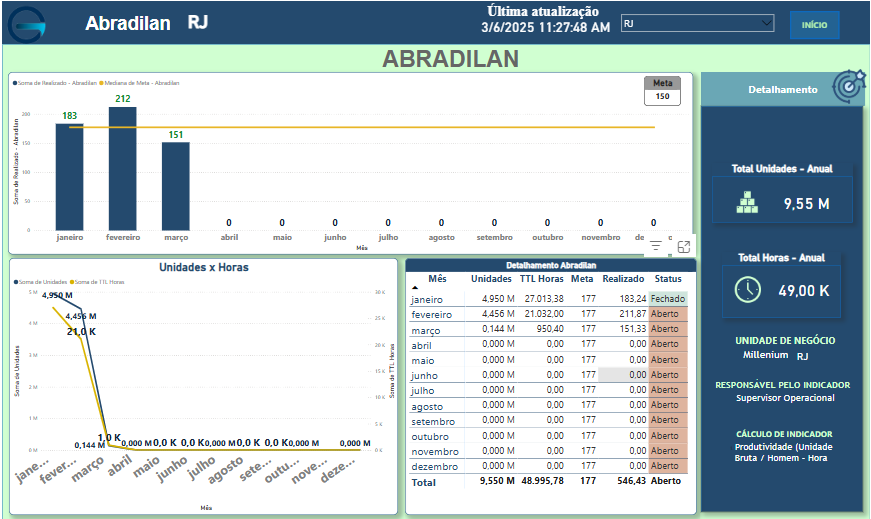 Abradilan RJ
Última atualização
3/6/2025 11:27:48 AM
RJ
INÍCIO
ABRADILAN
Soma de Realizado - Abradilan Mediana de Meta - Abradilan
Meta
150
Soma de Realizado - Abradilan
200
150
100
50
0
183
212
151
0 0 0 0 0 0 0 0 0
janeiro fevereiro março abril maio junho julho agosto setembro outubro novembro de... o
Mês
Unidades x Horas
Soma de Unidades Soma de TTL Horas
Soma de Unidades
5 M
4 M
3 M
2 M
1 M
0 M
4,950 M
4,456 M
21,0 K
1,0 K
0,144 M
0,000 M 0,0 K 0,0 K 0,000 M 0,0 K 0,0 K 0,000 M 0,000 M
30 K
25 K
20 K
15 K
10 K
5 K
0 K
Soma de TTL Horas
jane... fever... março abril maio junho julho agosto sete... outu... nove... deze...
Mês
Detalhamento Abradilan
Mês Unidades TTL Horas Meta Realizado Status
janeiro 4,950 M 27.013,38 177 183,24 Fechado
fevereiro 4,456 M 21.032,00 177 211,87 Aberto
março 0,144 M 950,40 177 151,33 Aberto
abril 0,000 M 0,00 177 0,00 Aberto
maio 0,000 M 0,00 177 0,00 Aberto
junho 0,000 M 0,00 177 0,00 Aberto
julho 0,000 M 0,00 177 0,00 Aberto
agosto 0,000 M 0,00 177 0,00 Aberto
setembro 0,000 M 0,00 177 0,00 Aberto
outubro 0,000 M 0,00 177 0,00 Aberto
novembro 0,000 M 0,00 177 0,00 Aberto
dezembro 0,000 M 0,00 177 0,00 Aberto
Total 9,550 M 48.995,78 177 546,43 Aberto
Detalhamento
Total Unidades - Anual
9,55 M
Total Horas - Anual
49,00 K
UNIDADE DE NEGÓCIO
Millenium RJ
RESPONSÁVEL PELO INDICADOR
Supervisor Operacional
CÁLCULO DE INDICADOR
Produtividade (Unidade
Bruta / Homem - Hora